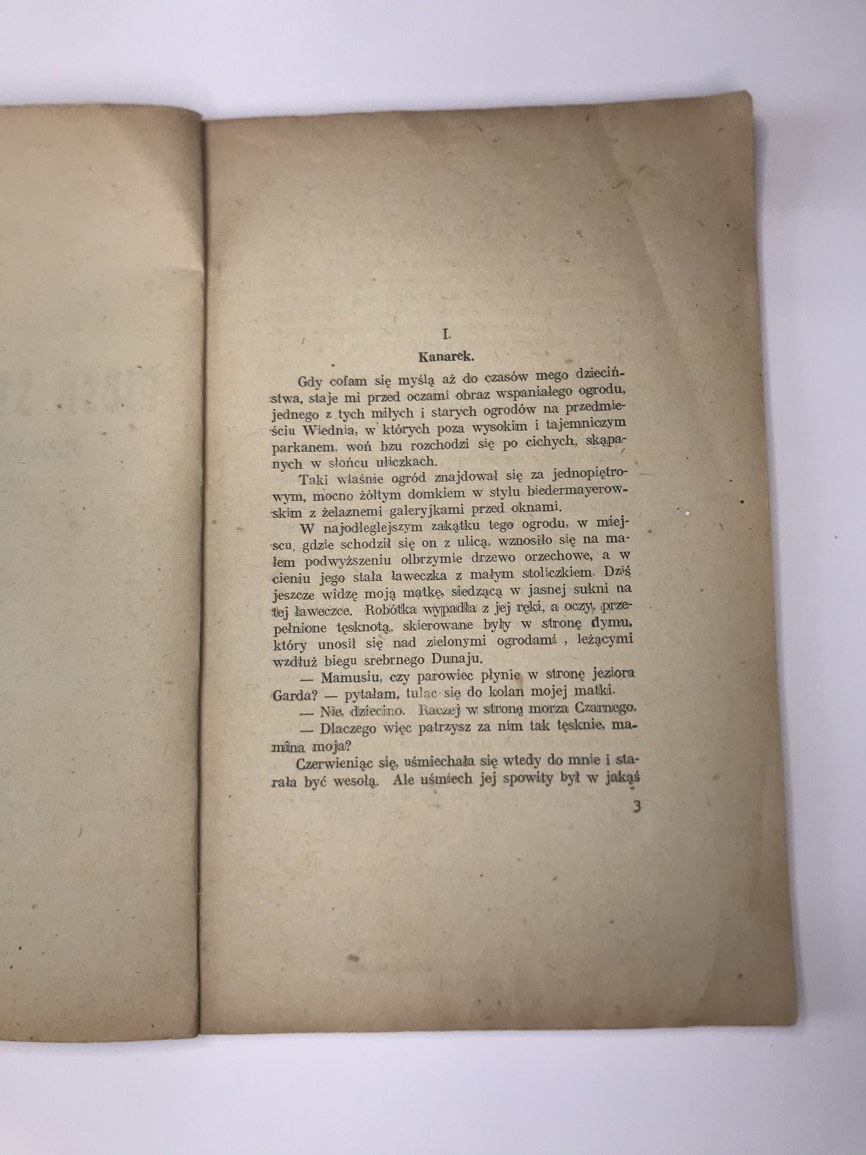 I.
Kanarek.
Gdy cofam się myślą aż do czasów mego dzieciń-
stwa, staje mi przed oczami obraz wspaniałego ogrodu,
jednego z tych miłych i starych ogrodów na przedmie-
ściu Wiednia, w których poza wysokim i tajemniczym
parkanem, woń bzu rozchodzi się po cichych, skąpa-
nych w słońcu uliczkach.
Taki właśnie ogród znajdował się za jednopiętro-
wym, mocno żółtym domkiem w stylu biedermayerow-
skim z żelaznemi galeryjkami przed oknami.
W najodleglejszym zakątku tego ogrodu, w miej-
scu, gdzie schodził się on z ulicą, wznosiło się na ma-
łem podwyższeniu olbrzymie drzewo orzechowe, a w
cieniu jego stała ławeczka z małym stoliczkiem. Dziś
jeszcze widzę moją matkę, siedzącą w jasnej sukni na
tej ławeczce. Robótka wypadła z jej ręki, a oczy, prze-
pełnione tęsknotą, skierowane były w stronę dymu,
który unosił się nad zielonymi ogrodami , leżącymi
wzdłuż biegu srebrnego Dunaju.
— Mamusiu, czy parowiec płynie w stronę jeziora
Garda? — pytałam, tuląc się do kolan mojej matki.
— Nie, dziecino. Raczej w stronę morza Czarnego.
— Dlaczego więc patrzysz za nim tak tęsknie, ma-
mina moja?
Czerwieniąc się, uśmiechała się wtedy do mnie i sta-
rała być wesołą. Ale uśmiech jej spowity był w jakąś
3